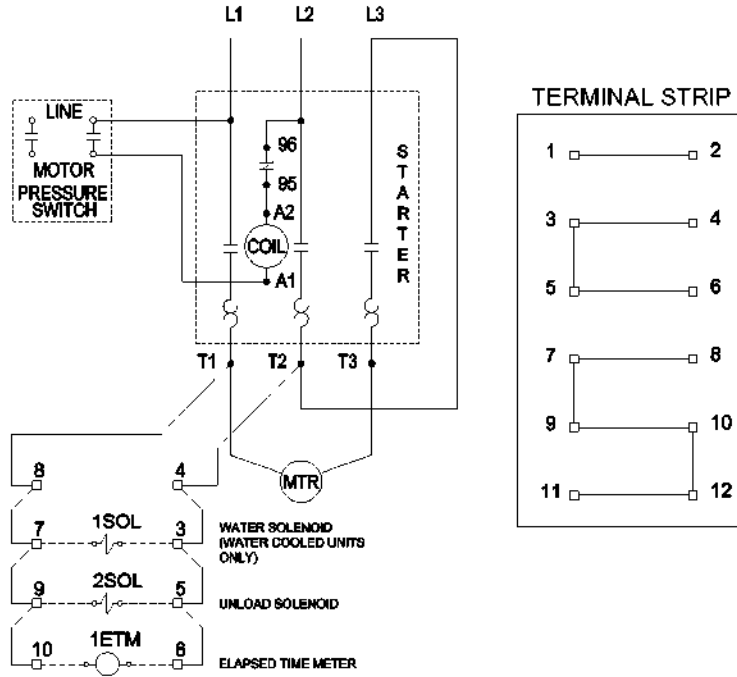 L1 L2 L3
LINE
MOTOR
PRESSURE
SWITCH
96
95
A2
COIL
A1
STARTER
T1 T2 T3
MTR
8 4
7 1SOL 3
WATER SOLENOID
(WATER COOLED UNITS
ONLY)
9 2SOL 5
UNLOAD SOLENOID
10 1ETM 6
ELAPSED TIME METER
TERMINAL STRIP
1 2
3 4
5 6
7 8
9 10
11 12